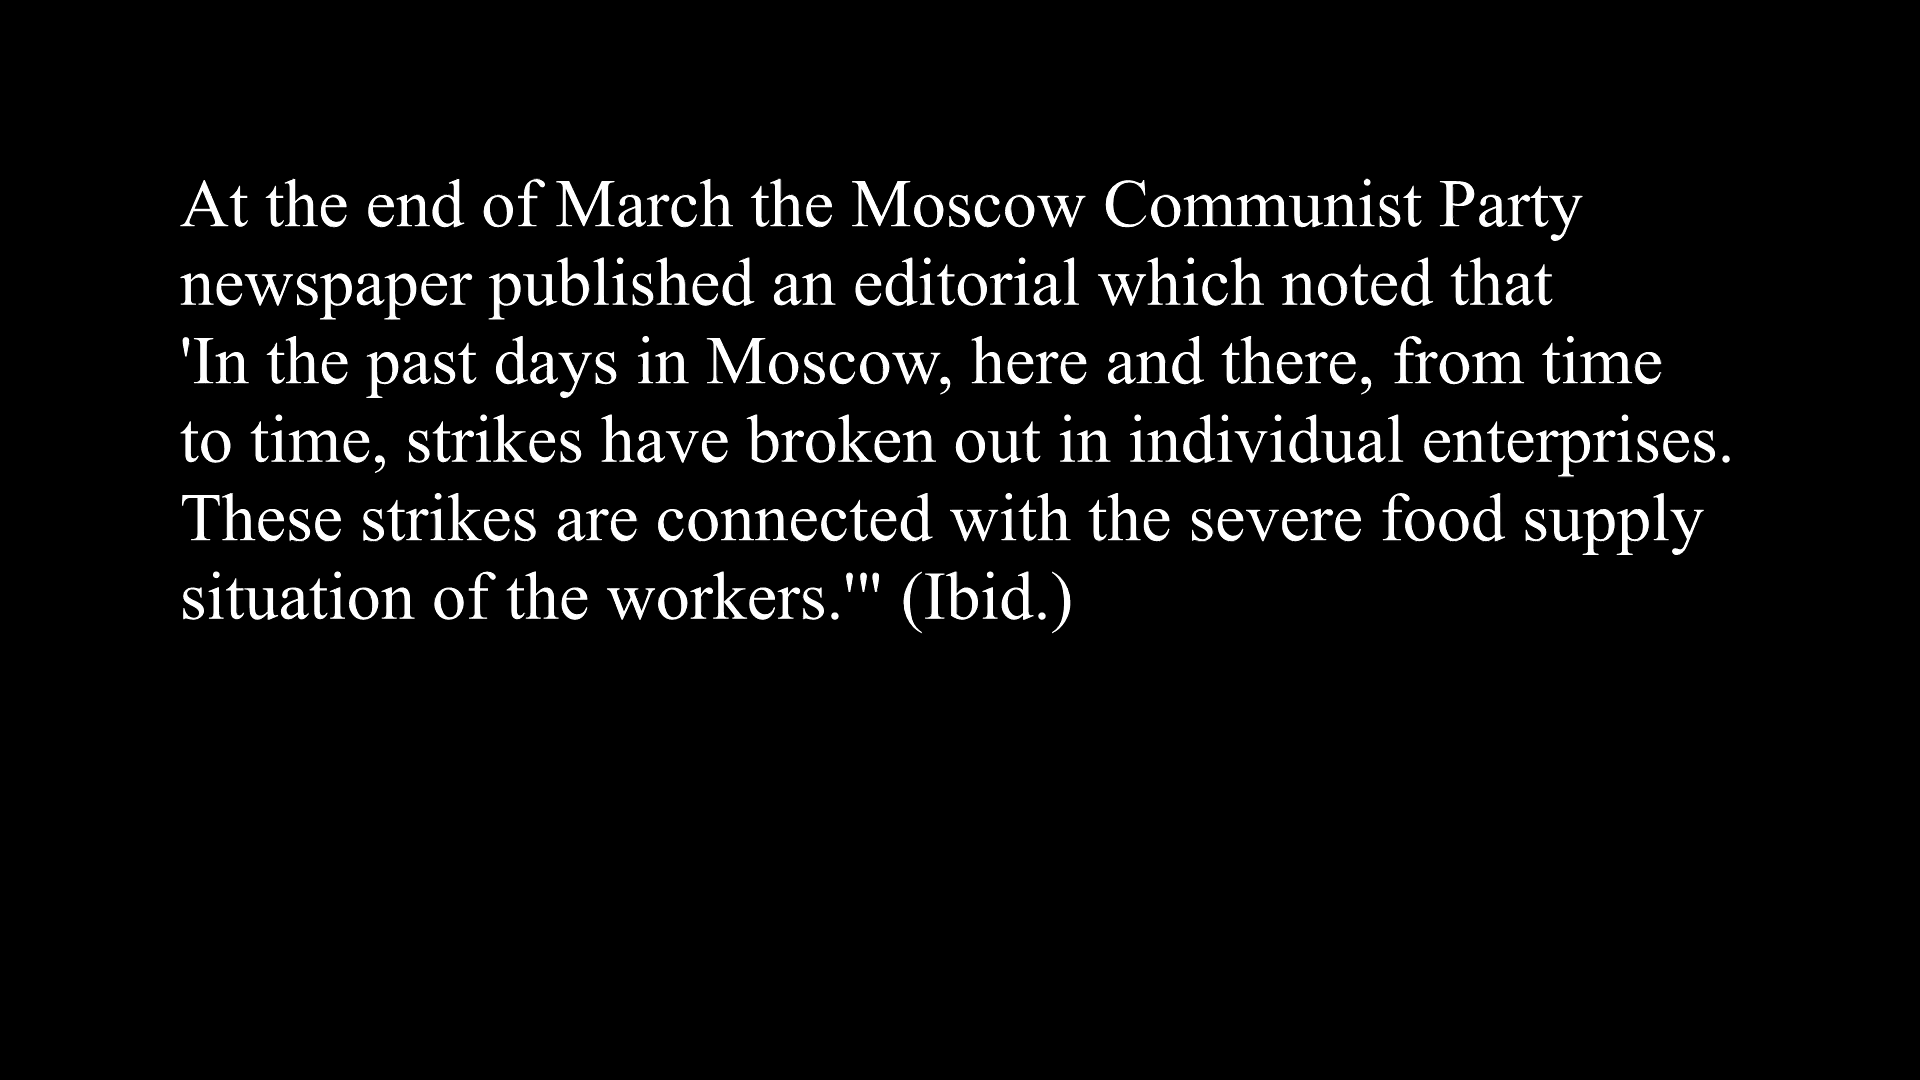 At the end of March the Moscow Communist Party
newspaper published an editorial which noted that
'In the past days in Moscow, here and there, from time
to time, strikes have broken out in individual enterprises.
These strikes are connected with the severe food supply
situation of the workers.'" (Ibid.)